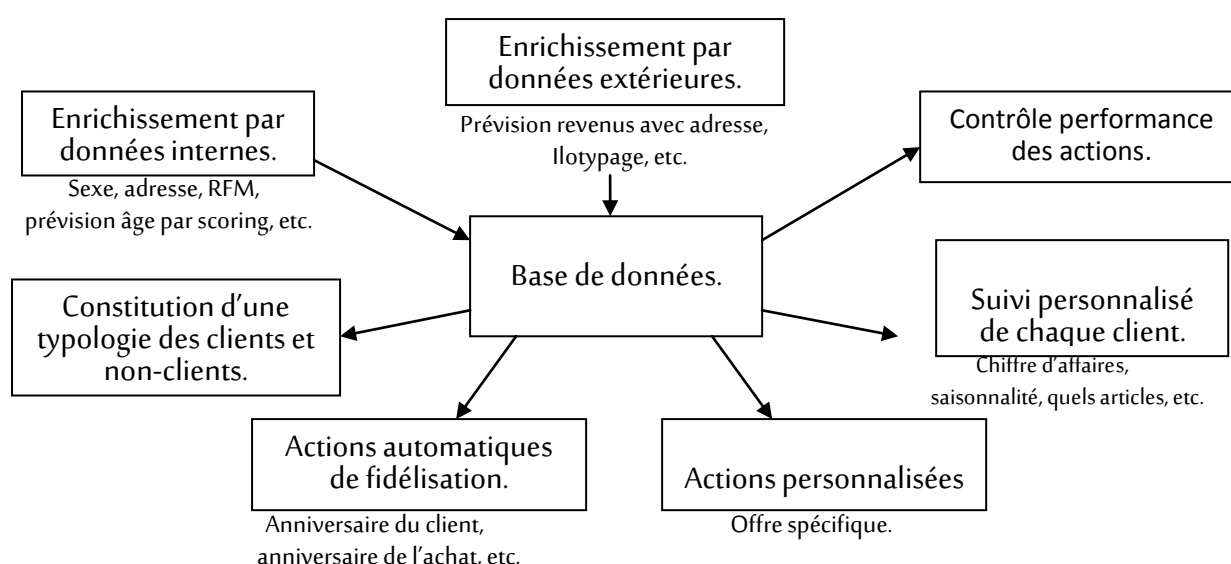 Enrichissement par
données extérieures.
Prévision revenus avec adresse,
Ilotypage, etc.
Enrichissement par
données internes.
Sexe, adresse, RFM,
prévision âge par scoring, etc.
Contrôle performance
des actions.
Base de données.
Constitution d’une
typologie des clients et
non-clients.
Suivi personnalisé
de chaque client.
Chiffre d’affaires,
saisonnalité, quels articles, etc.
Actions automatiques
de fidélisation.
Anniversaire du client,
anniversaire de l’achat, etc.
Actions personnalisées
Offre spécifique.